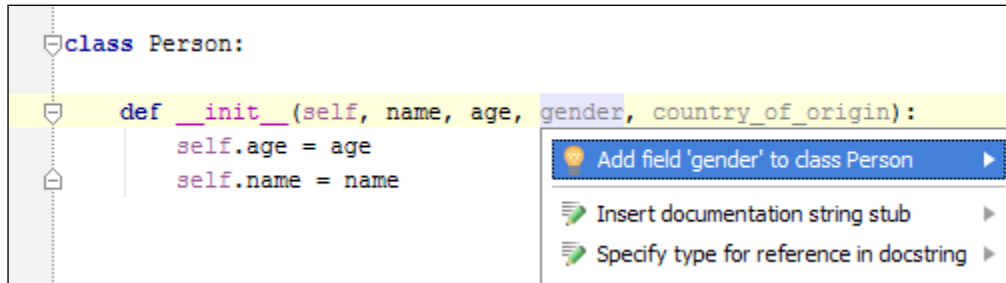 class Person:
def __init__(self, name, age, gender, country_of_origin):
self.age = age
self.name = name
Add field 'gender' to class Person
Insert documentation string stub
Specify type for reference in docstring